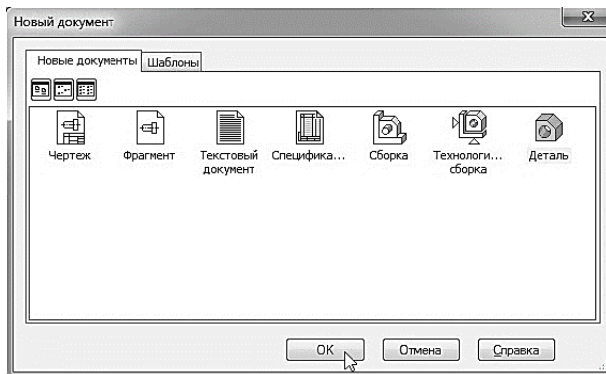 Новый документ
Новые документы Шаблоны
Чертеж Фрагмент Текстовый документ Специфика... Сборка Технологи... сборка Деталь
OK Отмена Справка